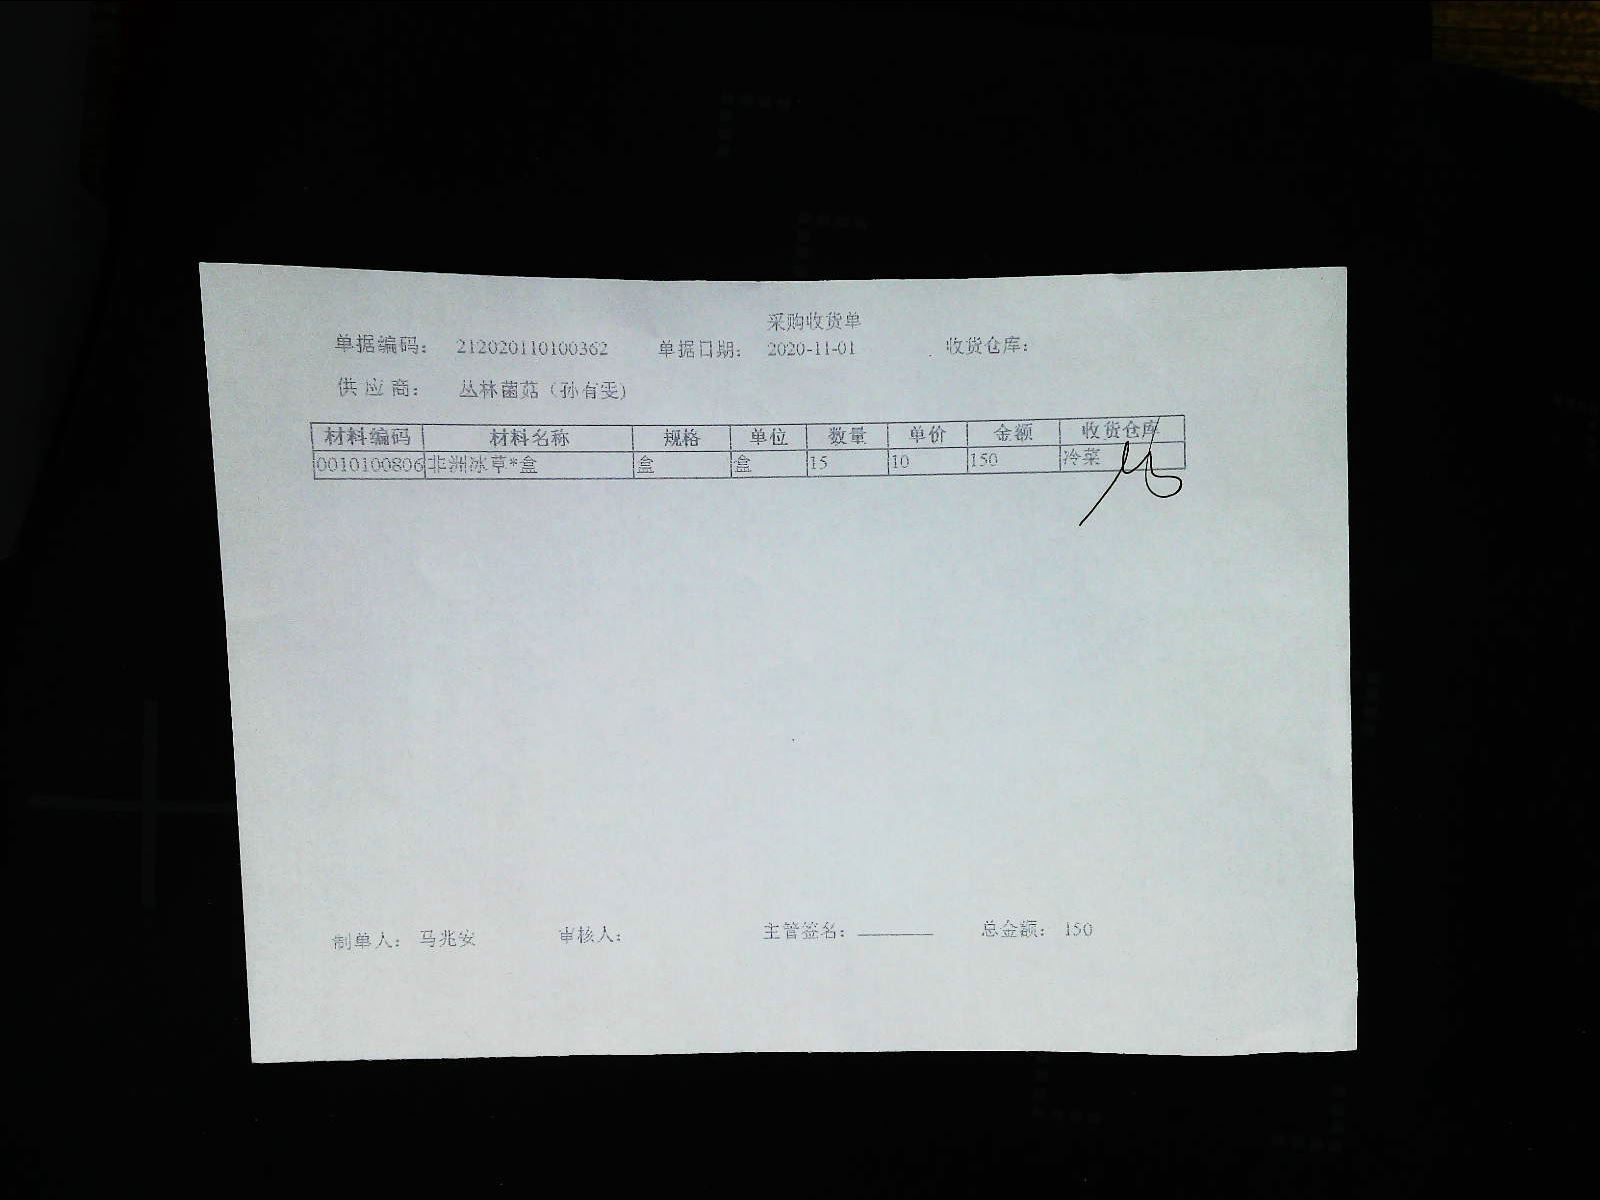 采购收货单
单据编码： 212020110100362 单据日期： 2020-11-01 收货仓库：
供 应 商： 丛林菌菇（孙有雯）
材料编码 材料名称 规格 单位 数量 单价 金额 收货仓库
0010100806 非洲冰草*盒 盒 盒 15 10 150 冷菜
制单人： 马兆安 审核人： 主管签名： 总金额： 150